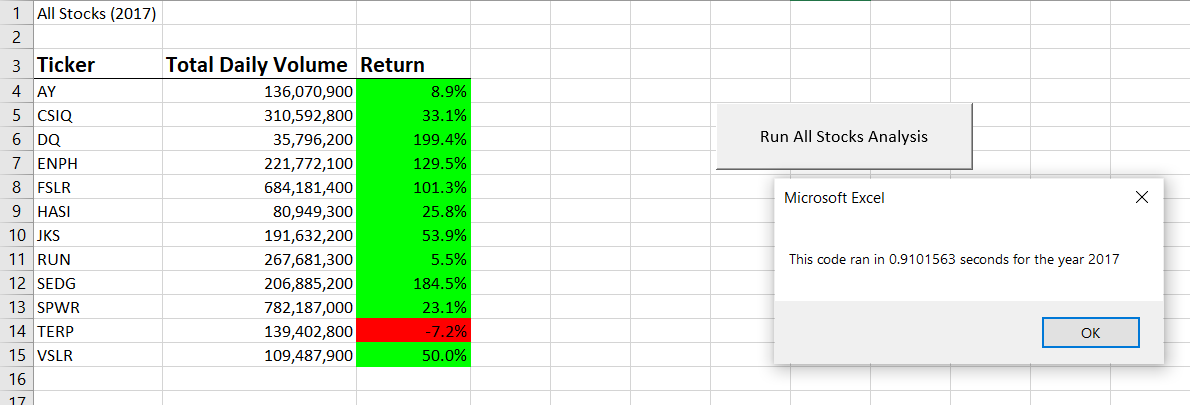 1 All Stocks (2017)
2
3 Ticker Total Daily Volume Return
4 AY 136,070,900 8.9%
5 CSIQ 310,592,800 33.1%
6 DQ 35,796,200 199.4%
7 ENPH 221,772,100 129.5%
8 FSLR 684,181,400 101.3%
9 HASI 80,949,300 25.8%
10 JKS 191,632,200 53.9%
11 RUN 267,681,300 5.5%
12 SEDG 206,885,200 184.5%
13 SPWR 782,187,000 23.1%
14 TERP 139,402,800 -7.2%
15 VSLR 109,487,900 50.0%
16
17
Run All Stocks Analysis
Microsoft Excel
This code ran in 0.9101563 seconds for the year 2017
OK